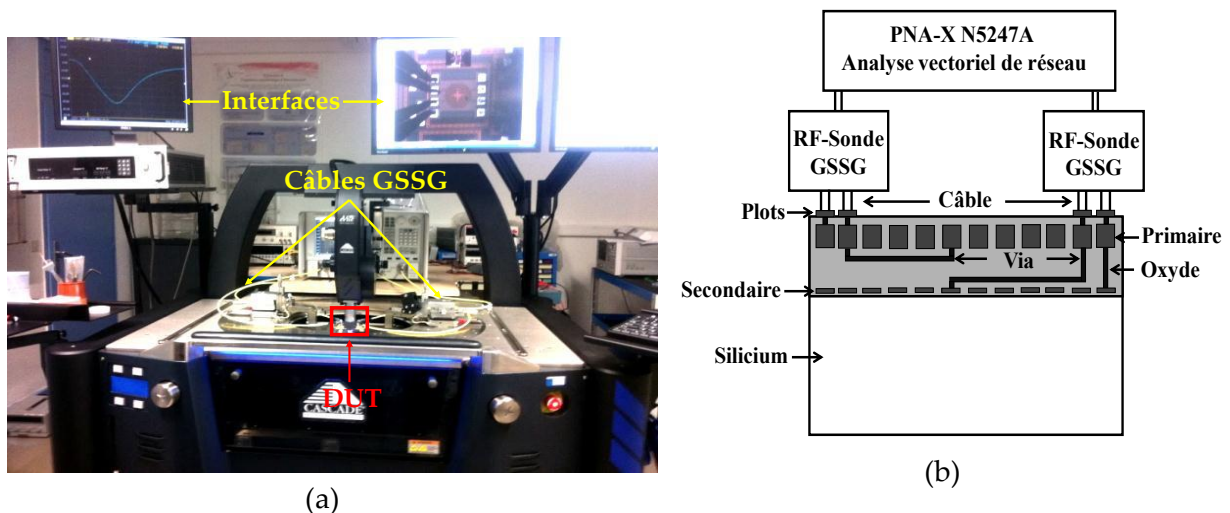 Interfaces
Câbles GSSG
DUT
CASCADE
(a)
PNA-X N5247A
Analyse vectoriel de réseau
RF-Sonde
GSSG
RF-Sonde
GSSG
Plots
Câble
Primaire
Via
Oxyde
Secondaire
Silicium
(b)